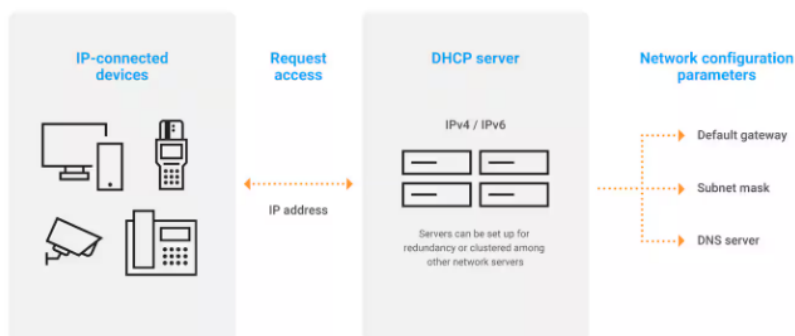 IP-connected
devices
Request
access
IP address
DHCP server
IPv4 / IPv6
Servers can be set up for
redundancy or clustered among
other network servers
Network configuration
parameters
Default gateway
Subnet mask
DNS server